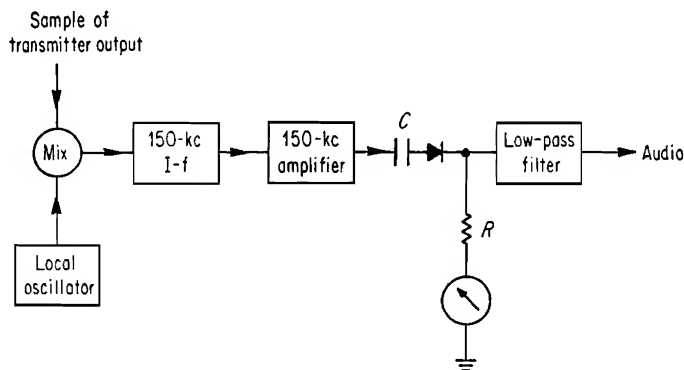 Sample of
transmitter output
Mix
150-kc
I-f
150-kc
amplifier
C
Low-pass
filter
Audio
R
Local
oscillator